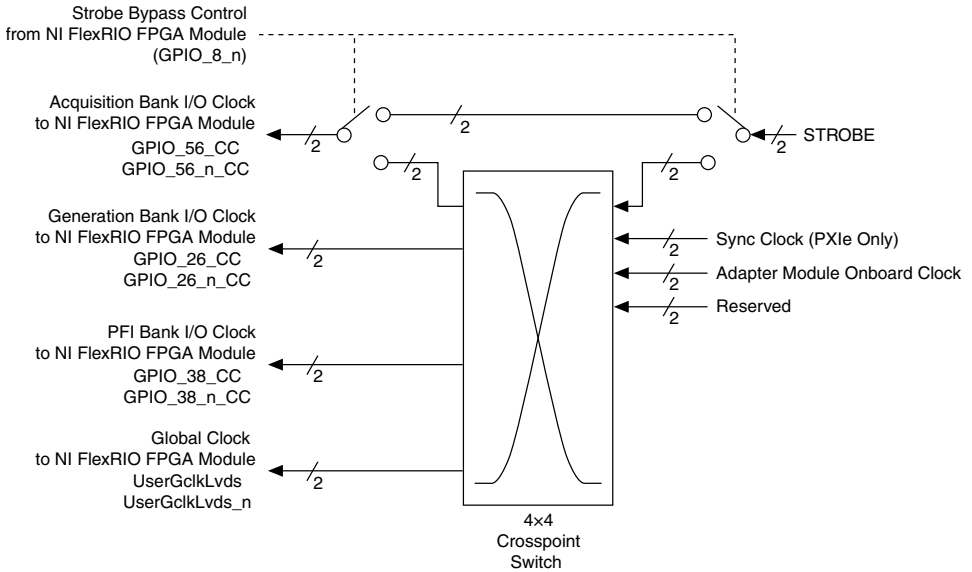 Strobe Bypass Control
from NI FlexRIO FPGA Module
(GPIO_8_n)
Acquisition Bank I/O Clock
to NI FlexRIO FPGA Module
GPIO_56_CC
GPIO_56_n_CC
2
2
2
STROBE
2
2
Generation Bank I/O Clock
to NI FlexRIO FPGA Module
GPIO_26_CC
GPIO_26_n_CC
2
2
Sync Clock (PXIe Only)
2
Adapter Module Onboard Clock
2
Reserved
PFI Bank I/O Clock
to NI FlexRIO FPGA Module
GPIO_38_CC
GPIO_38_n_CC
2
Global Clock
to NI FlexRIO FPGA Module
UserGclkLvds
UserGclkLvds_n
2
4×4
Crosspoint
Switch